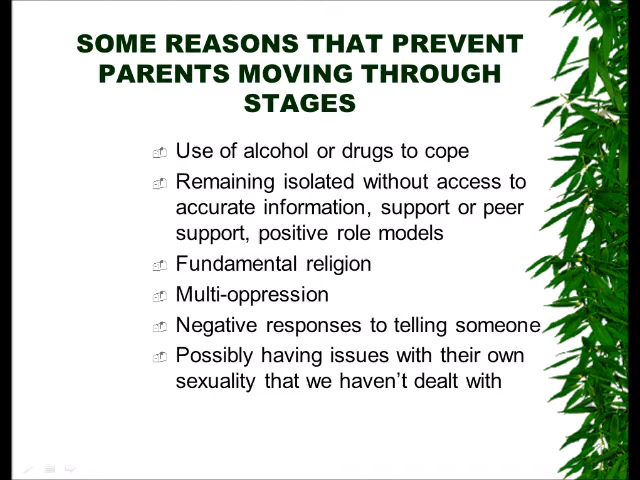 SOME REASONS THAT PREVENT
PARENTS MOVING THROUGH
STAGES
Use of alcohol or drugs to cope
Remaining isolated without access to
accurate information, support or peer
support, positive role models
Fundamental religion
Multi-oppression
Negative responses to telling someone
Possibly having issues with their own
sexuality that we haven’t dealt with